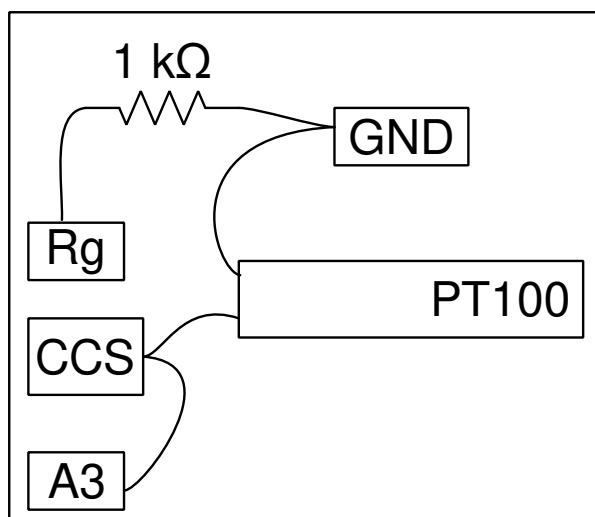 1 kΩ
GND
Rg
PT100
CCS
A3